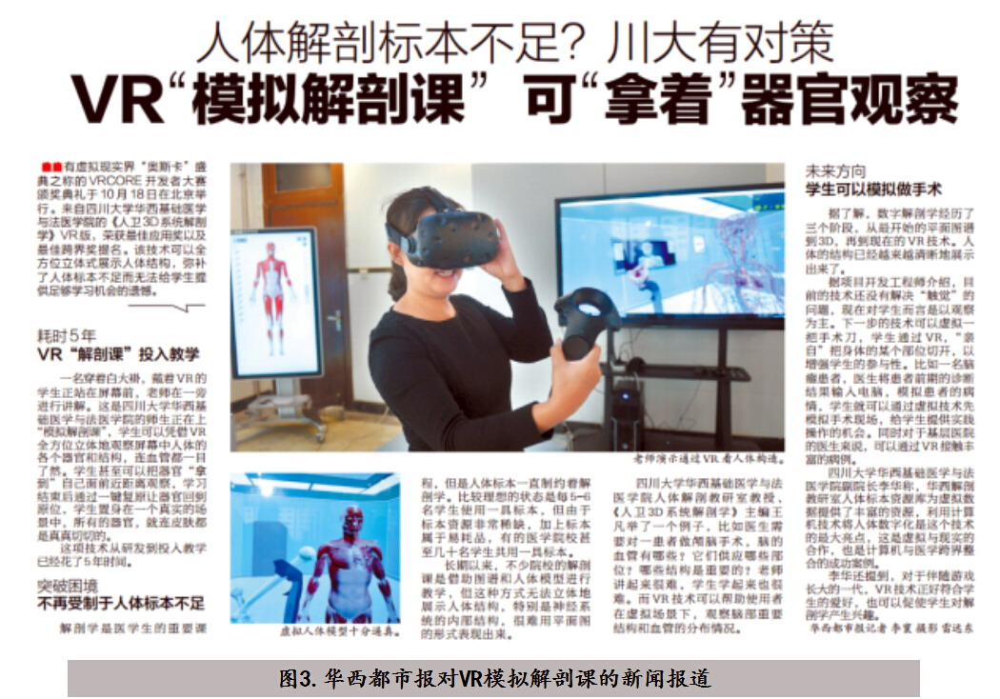 人体解剖标本不足？川大有对策
VR“模拟解剖课” 可“拿着”器官观察
有虚拟现实界“奥斯卡”盛
典之称的VRCORE开发者大赛
颁奖典礼于10月18日在北京举
行。来自四川大学华西基础医学
与法医学院的《人卫3D系统解剖
学》VR版，荣获最佳应用奖以及
最佳跨界奖提名。该技术可以全
方位立体式展示人体结构，弥补
了人体标本不足而无法给学生提
供足够学习机会的遗憾。
耗时5年
VR“解剖课”投入教学
一名穿着白大褂，戴着VR的
学生正站在屏幕前，老师在一旁
进行讲解。这是四川大学华西基
础医学与法医学院的师生正在上
“模拟解剖课”，学生可以凭借VR
全方位立体地观察屏幕中人体的
各个器官和结构，连血管都一目
了然。学生甚至可以把器官“拿
到”自己面前近距离观察，学习
结束后通过一键复原让器官回到
原位，学生置身在一个真实的场
景中，所有的器官，就连皮肤都
是真真切切的。
这项技术从研发到投入教学
已经花了5年时间。
突破困境
不再受制于人体标本不足
解剖学是医学生的重要课
老师演示通过VR看人体构造。
虚拟人体模型十分逼真。
程，但是人体标本一直制约着解
剖学。比较理想的状态是每5-6
名学生使用一具标本，但由于
标本资源非常稀缺，加上标本
属于易耗品，有的医学院校甚
至几十名学生共用一具标本。
长期以来，不少院校的解剖
课是借助图谱和人体模型进行
教学，但这种方式无法立体地
展示人体结构，特别是神经系
统的内部结构，很难用平面图
的形式表现出来。
四川大学华西基础医学与法
医学院人体解剖教研室教授、
《人卫3D系统解剖学》主编王
凡举了一个例子，比如医生需
要对一患者做颅脑手术，脑的
血管有哪些？它们供应哪些部
位？哪些结构是重要的？老师
讲起来很难，学生学起来也很
难。而VR技术可以帮助使用者
在虚拟场景下，观察脑部重要
结构和血管的分布情况。
未来方向
学生可以模拟做手术
据了解，数字解剖学经历了
三个阶段，从最开始的平面图谱
到3D，再到现在的VR技术。人
体的结构已经越来越清晰地展示
出来了。
据项目开发工程师介绍，目
前的技术还没有解决“触觉”的
问题，现在对学生而言是以观察
为主。下一步的技术可以虚拟一
把手术刀，学生通过VR，“亲
自”把身体的某个部位切开，以
增强学生的参与性。比如一名脑
瘤患者，医生将患者前期的诊断
结果输入电脑，模拟患者的病
情，学生就可以通过虚拟技术先
模拟手术现场，给学生提供实践
操作的机会。同时对于基层医院
的医生来说，可以通过VR接触丰
富的病例。
四川大学华西基础医学与法
医学院副院长李华称，华西解剖
教研室人体标本资源库为虚拟数
据提供了丰富的资源，利用计算
机技术将人体数字化是这个技术
的最大亮点，这是虚拟与现实的
合作，也是计算机与医学跨界整
合的成功案例。
李华还提到，对于伴随游戏
长大的一代，VR技术正好符合学
生的爱好，也可以促使学生对解
剖学产生兴趣。
华西都市报记者 李寰 摄影 雷远东
图3.华西都市报对VR模拟解剖课的新闻报道